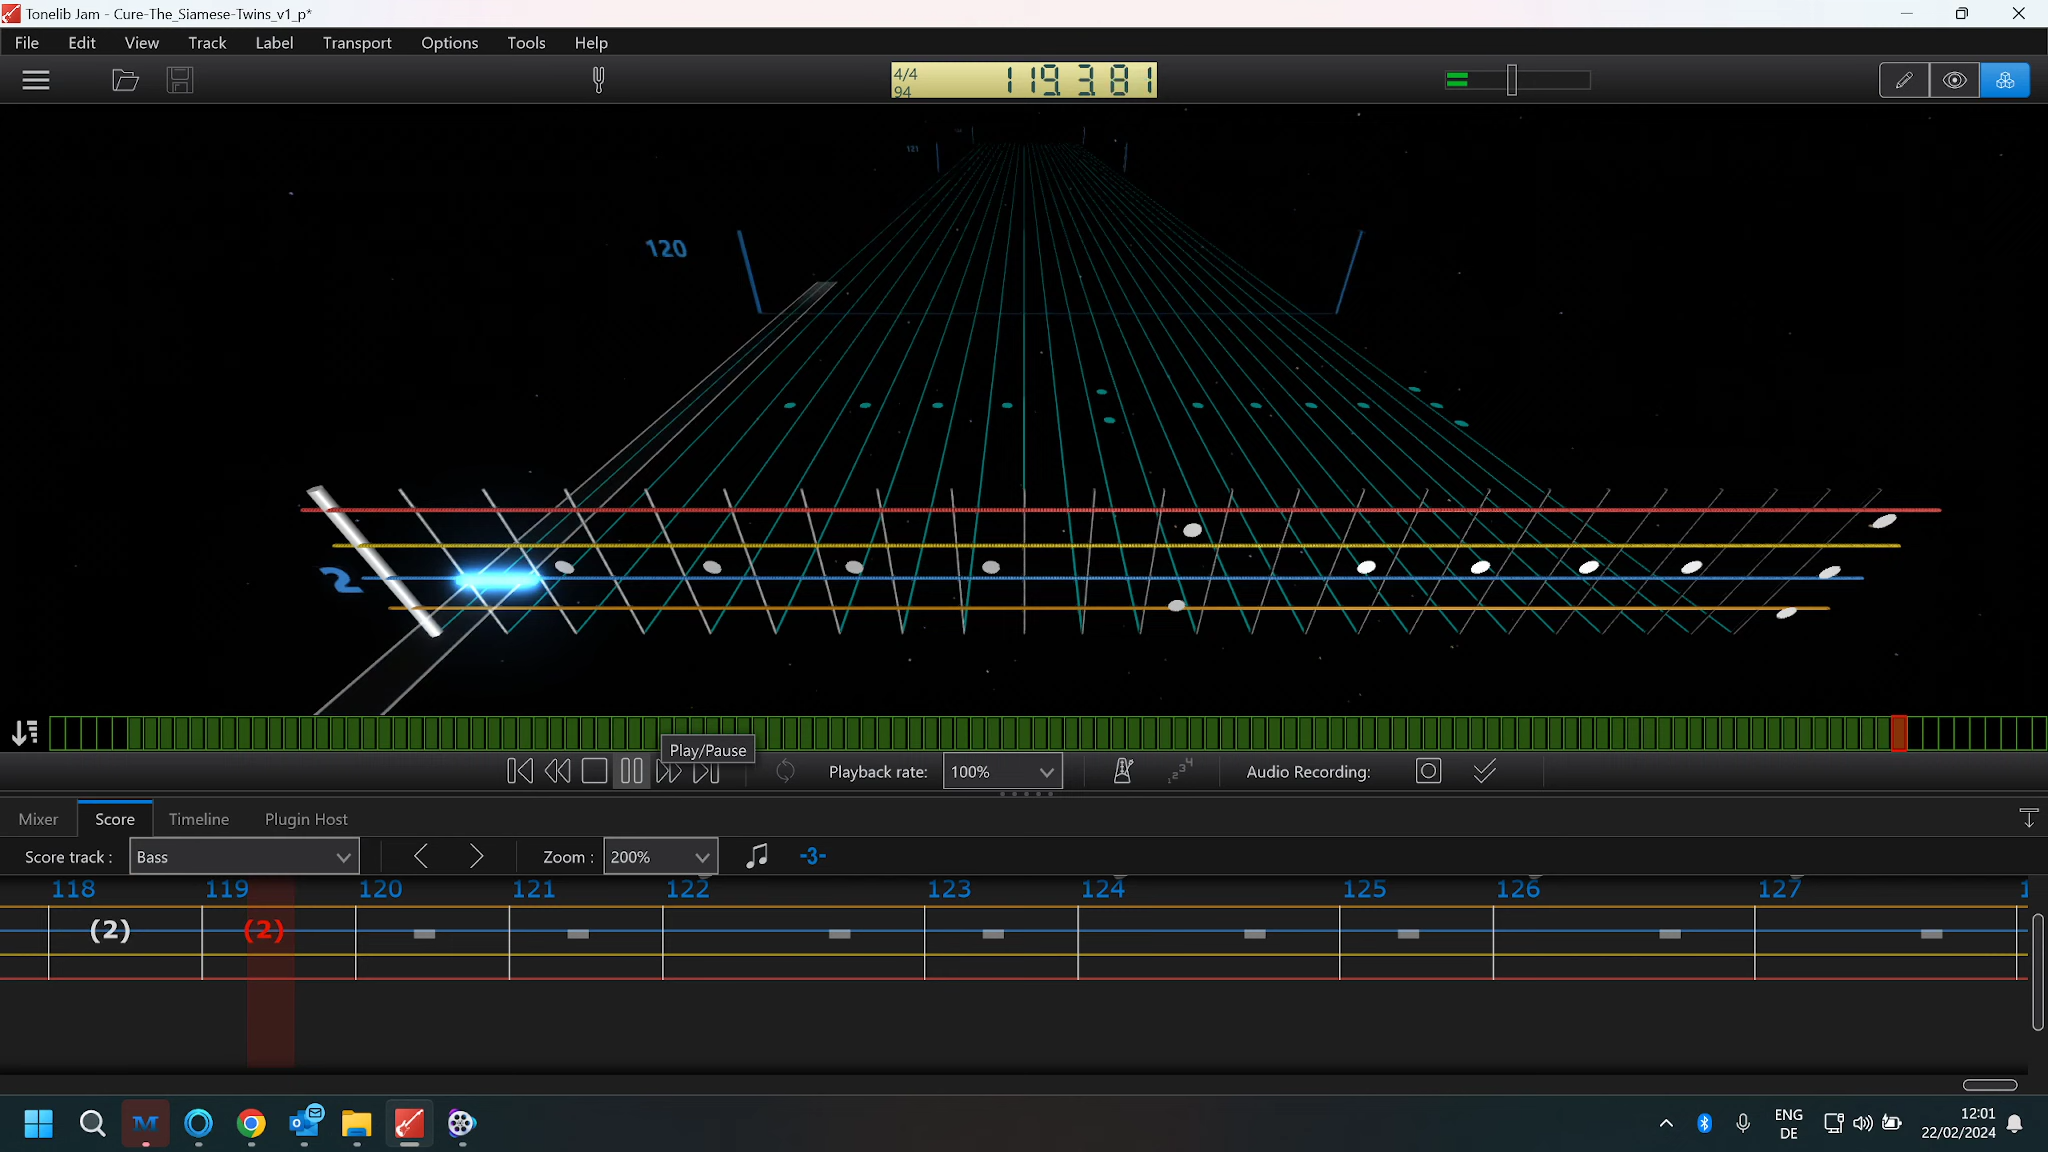 Tonelib Jam - Cure-The_Siamese-Twins_v1_p*
File Edit View Track Label Transport Options Tools Help
4/4
94
119.3.81
121
120
2
Play/Pause
Playback rate: 100% Audio Recording:
Mixer Score Timeline Plugin Host
Score track : Bass Zoom : 200% -3-
118 119 120 121 122 123 124 125 126 127 1
(2) (2)
ENG 12:01
DE 22/02/2024